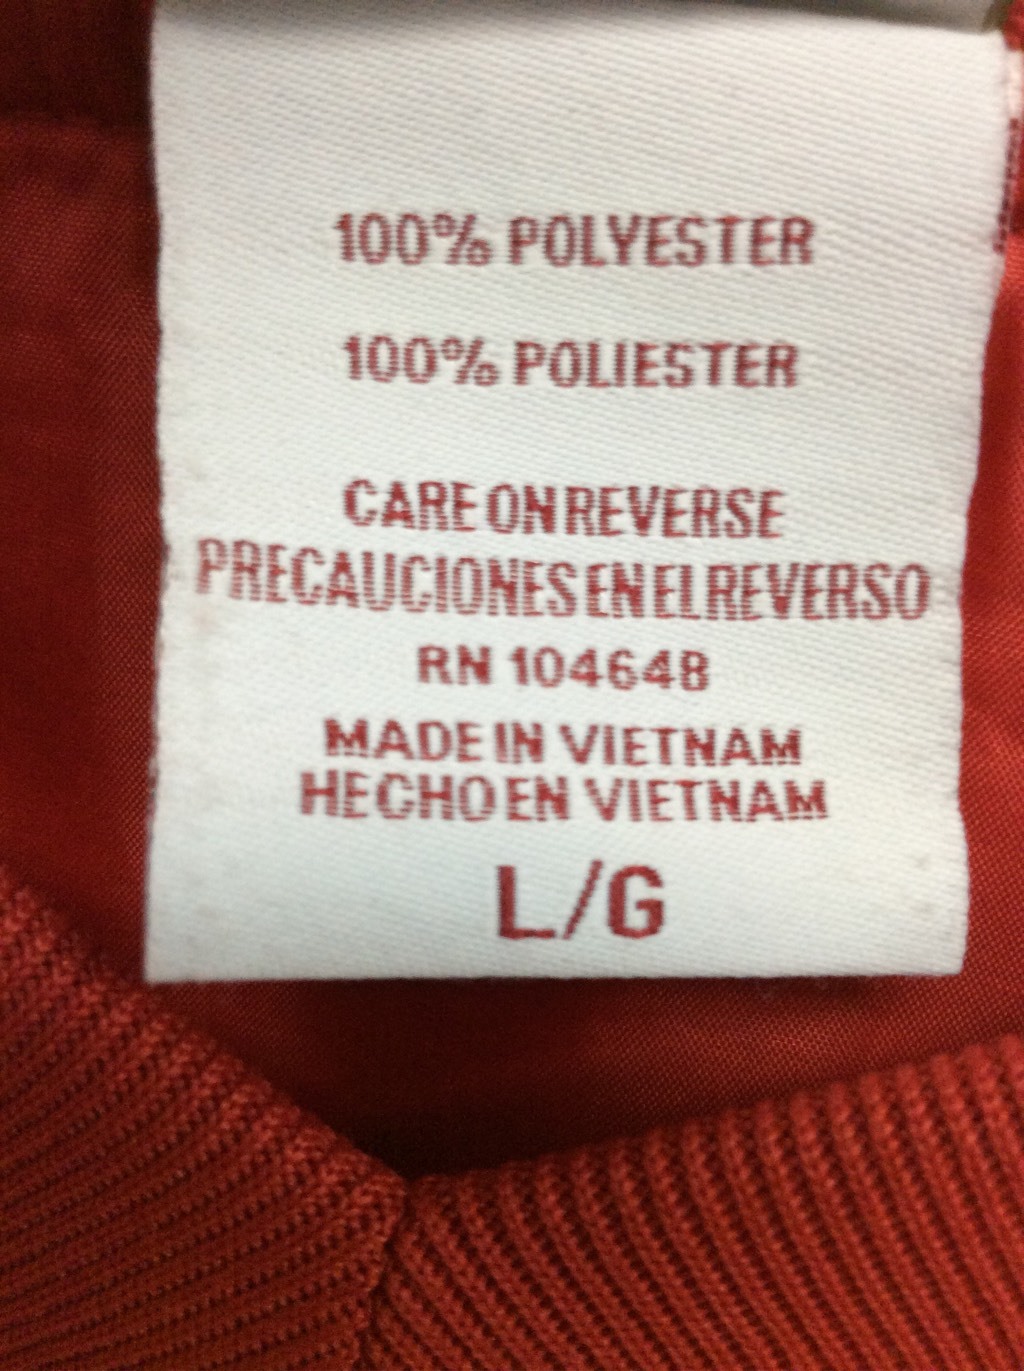 100% POLYESTER
100% POLIESTER
CARE ON REVERSE
PRECAUCIONES EN EL REVERSO
RN 104648
MADE IN VIETNAM
HECHO EN VIETNAM
L/G